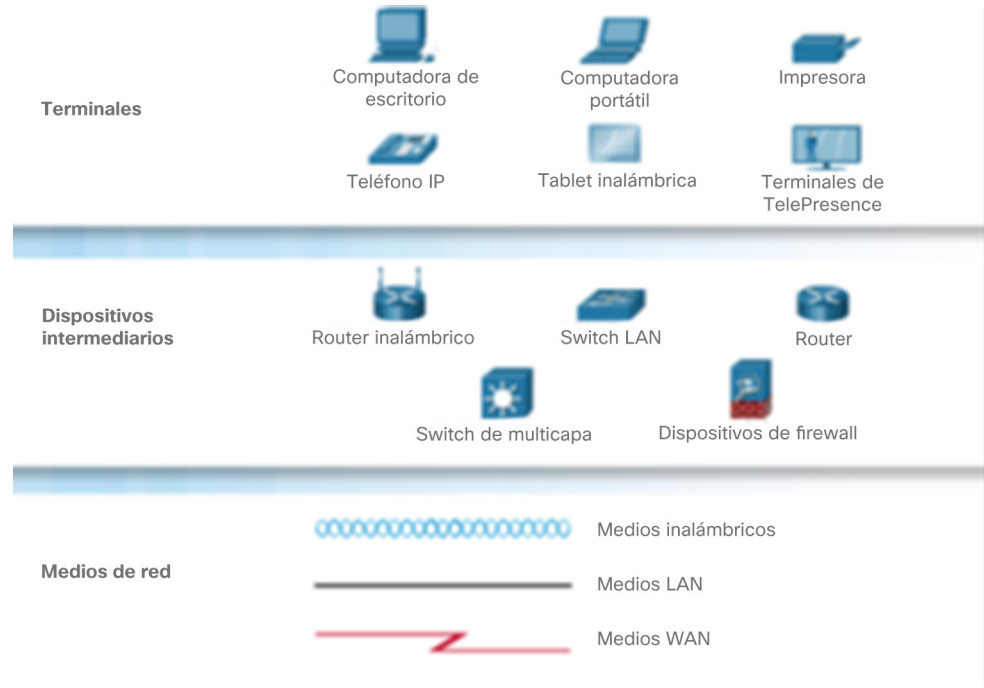 Terminales
Computadora de
escritorio
Computadora
portátil
Impresora
Teléfono IP
Tablet inalámbrica
Terminales de
TelePresence
Dispositivos
intermediarios
Router inalámbrico
Switch LAN
Router
Switch de multicapa
Dispositivos de firewall
Medios de red
Medios inalámbricos
Medios LAN
Medios WAN